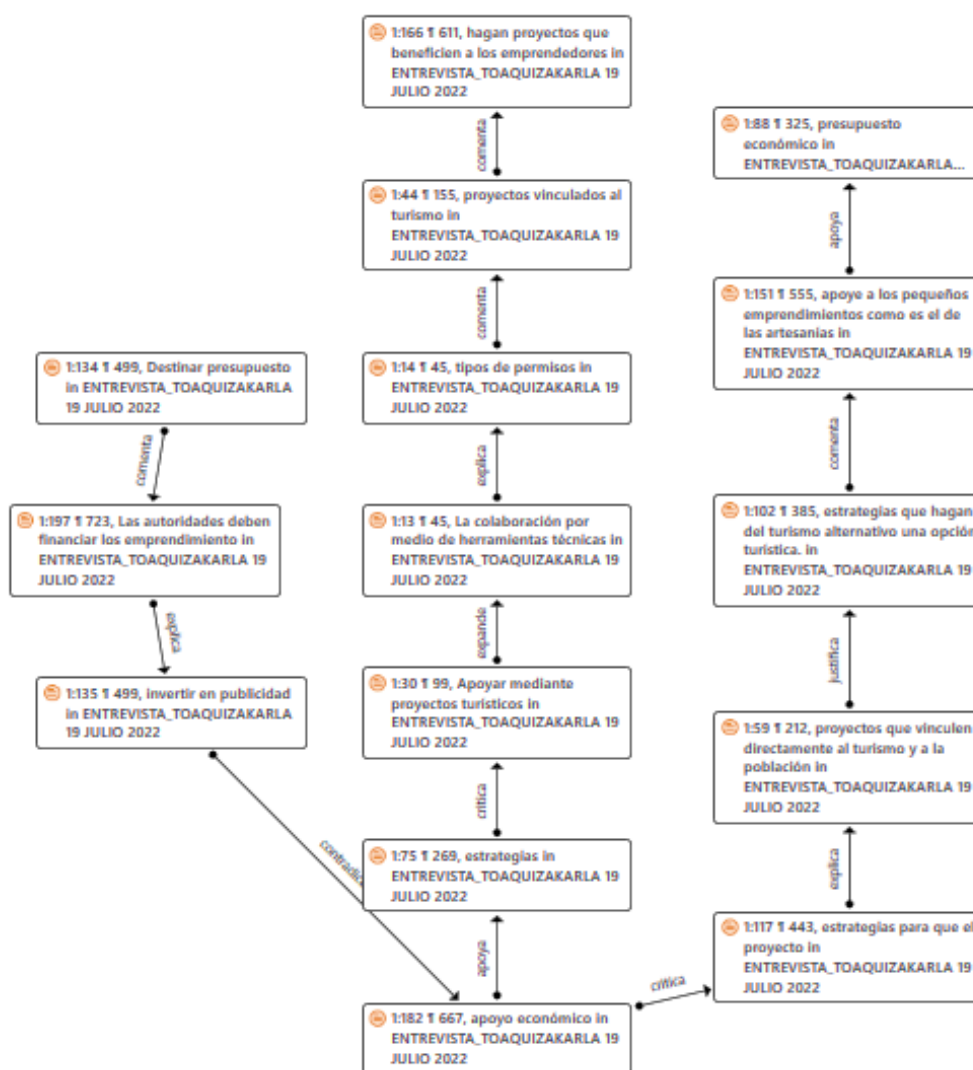 1:166 ¶ 611, hagan proyectos que
beneficien a los emprendedores in
ENTREVISTA_TOAQUIZAKARLA 19
JULIO 2022
comenta
1:44 ¶ 155, proyectos vinculados al
turismo in
ENTREVISTA_TOAQUIZAKARLA 19
JULIO 2022
comenta
1:14 ¶ 45, tipos de permisos in
ENTREVISTA_TOAQUIZAKARLA 19
JULIO 2022
explica
1:13 ¶ 45, La colaboración por
medio de herramientas técnicas in
ENTREVISTA_TOAQUIZAKARLA 19
JULIO 2022
expande
1:30 ¶ 99, Apoyar mediante
proyectos turisticos in
ENTREVISTA_TOAQUIZAKARLA 19
JULIO 2022
critica
1:75 ¶ 269, estrategias in
ENTREVISTA_TOAQUIZAKARLA 19
JULIO 2022
apoya
1:182 ¶ 667, apoyo económico in
ENTREVISTA_TOAQUIZAKARLA 19
JULIO 2022
1:134 ¶ 499, Destinar presupuesto
in ENTREVISTA_TOAQUIZAKARLA
19 JULIO 2022
comenta
1:197 ¶ 723, Las autoridades deben
financiar los emprendimiento in
ENTREVISTA_TOAQUIZAKARLA 19
JULIO 2022
explica
1:135 ¶ 499, invertir en publicidad
in ENTREVISTA_TOAQUIZAKARLA
19 JULIO 2022
contradice
1:88 ¶ 325, presupuesto
económico in
ENTREVISTA_TOAQUIZAKARLA...
apoya
1:151 ¶ 555, apoye a los pequeños
emprendimientos como es el de
las artesanías in
ENTREVISTA_TOAQUIZAKARLA 19
JULIO 2022
comenta
1:102 ¶ 385, estrategias que hagan
del turismo alternativo una opción
turística. in
ENTREVISTA_TOAQUIZAKARLA 19
JULIO 2022
justifica
1:59 ¶ 212, proyectos que vinculen
directamente al turismo y a la
población in
ENTREVISTA_TOAQUIZAKARLA 19
JULIO 2022
explica
1:117 ¶ 443, estrategias para que el
proyecto in
ENTREVISTA_TOAQUIZAKARLA 19
JULIO 2022
critica